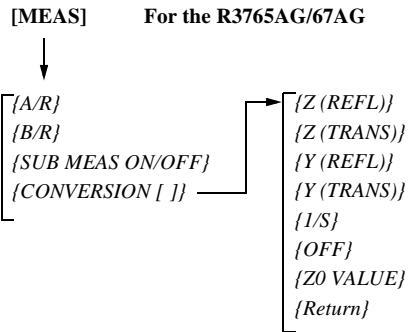 [MEAS] For the R3765AG/67AG
{A/R}
{B/R}
{SUB MEAS ON/OFF}
{CONVERSION [ ]}
{Z (REFL)}
{Z (TRANS)}
{Y (REFL)}
{Y (TRANS)}
{1/S}
{OFF}
{Z0 VALUE}
{Return}